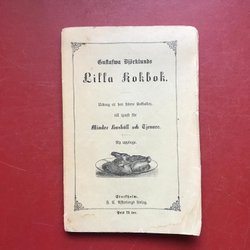 Gustafwa Björklunds
Lilla Kokbok.
Utdrag ur den större Kokboken,
till tjenst för
Mindre Hushåll och Tjenare.
Ny upplaga.
Stockholm.
Förlag.
Pris 75 öre.